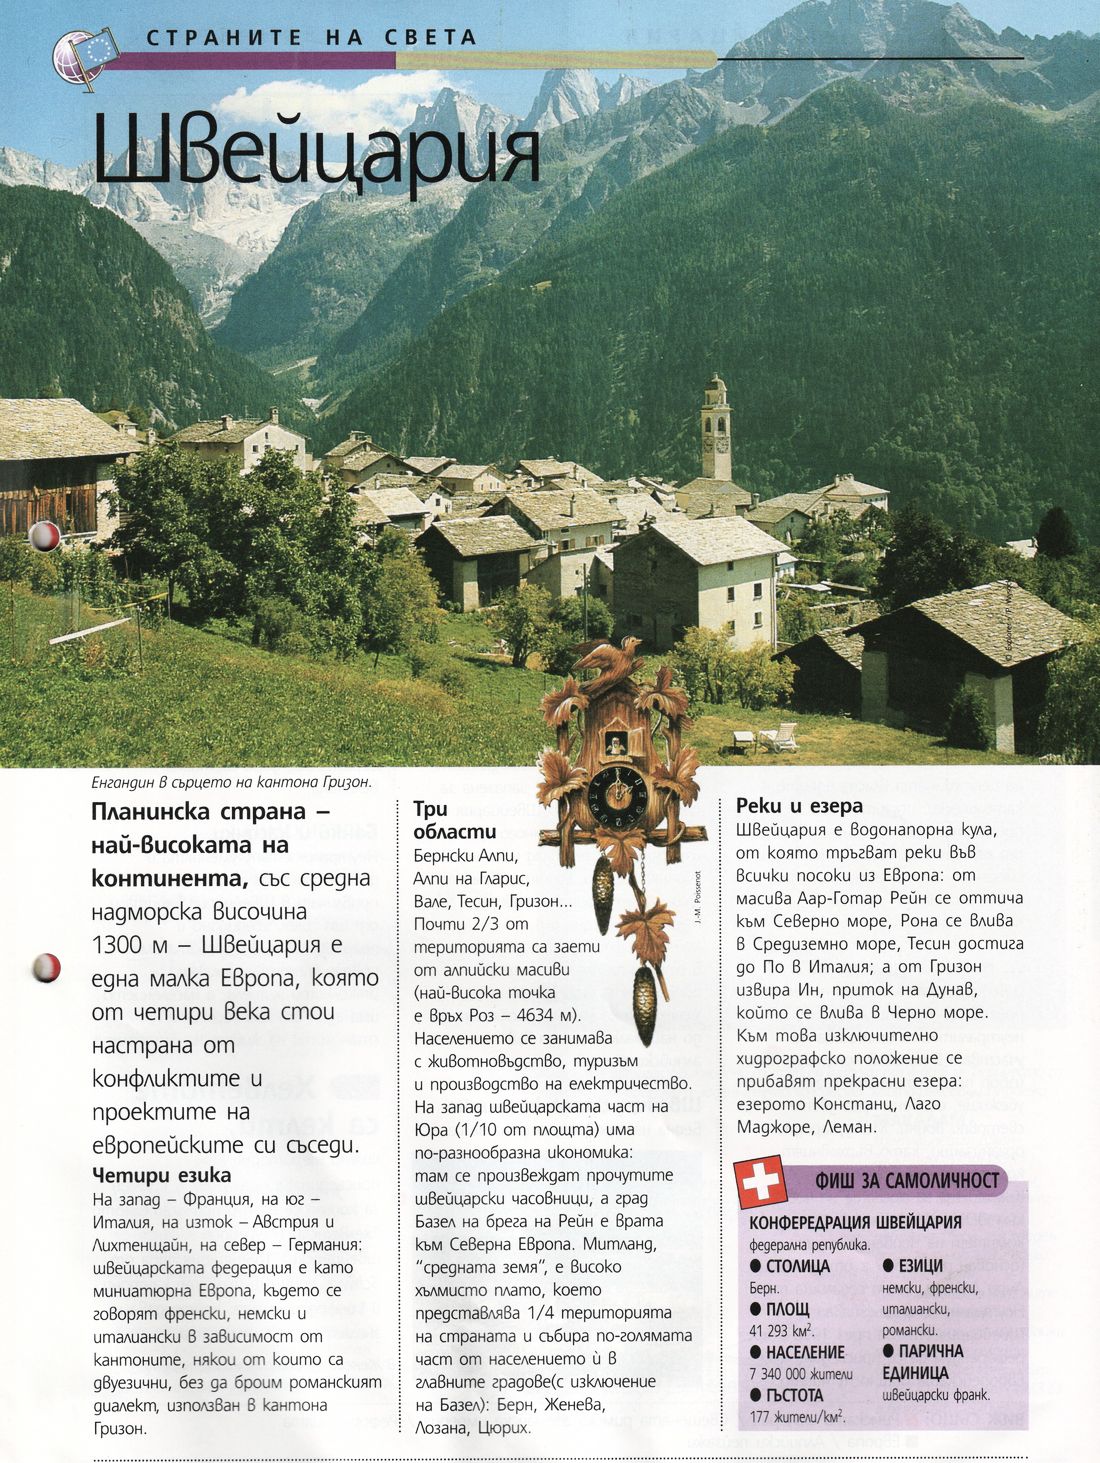 СТРАНИТЕ НА СВЕТА
Швейцария
Енгандин в сърцето на кантона Гризон.
Планинска страна –
най-високата на
континента, със средна
надморска височина
1300 м – Швейцария е
една малка Европа, която
от четири века стои
настрана от
конфликтите и
проектите на
европейските си съседи.
Четири езика
На запад – Франция, на юг –
Италия, на изток – Австрия и
Лихтенщайн, на север – Германия:
швейцарската федерация е като
миниатюрна Европа, където се
говорят френски, немски и
италиански в зависимост от
кантоните, някои от които са
двуезични, без да броим романският
диалект, използван в кантона
Гризон.
Три
области
Бернски Алпи,
Алпи на Гларис,
Вале, Тесин, Гризон...
Почти 2/3 от
територията са заети
от алпийски масиви
(най-висока точка
е връх Роз – 4634 м).
Населението се занимава
с животновъдство, туризъм
и производство на електричество.
На запад швейцарската част на
Юра (1/10 от площта) има
по-разнообразна икономика:
там се произвеждат прочутите
швейцарски часовници, а град
Базел на брега на Рейн е врата
към Северна Европа. Митланд,
"средната земя", е високо
хълмисто плато, което
представлява 1/4 територията
на страната и събира по-голямата
част от населението ѝ в
главните градове(с изключение
на Базел): Берн, Женева,
Лозана, Цюрих.
J.-M. Poissenot
Реки и езера
Швейцария е водонапорна кула,
от която тръгват реки във
всички посоки из Европа: от
масива Аар-Готар Рейн се оттича
към Северно море, Рона се влива
в Средиземно море, Тесин достига
до По в Италия; а от Гризон
извира Ин, приток на Дунав,
който се влива в Черно море.
Към това изключително
хидрографско положение се
прибавят прекрасни езера:
езерото Констанц, Лаго
Маджоре, Леман.
ФИШ ЗА САМОЛИЧНОСТ
КОНФЕРЕДРАЦИЯ ШВЕЙЦАРИЯ
федерална република.
● СТОЛИЦА
Берн.
● ПЛОЩ
41 293 км².
● НАСЕЛЕНИЕ
7 340 000 жители
● ГЪСТОТА
177 жители/км².
● ЕЗИЦИ
немски, френски,
италиански,
романски.
● ПАРИЧНА
ЕДИНИЦА
швейцарски франк.